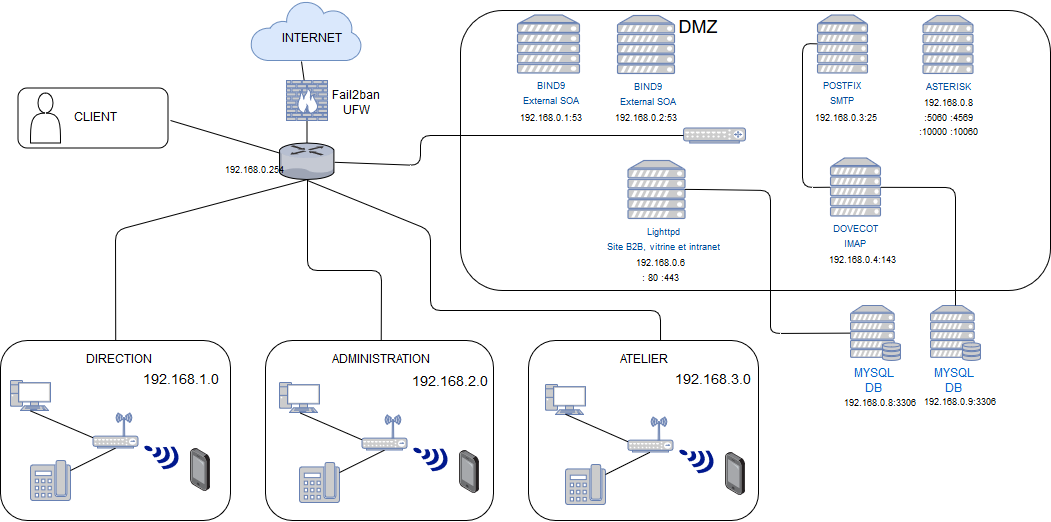 INTERNET
Fail2ban
UFW
CLIENT
192.168.0.254
DMZ
BIND9
External SOA
192.168.0.1:53
BIND9
External SOA
192.168.0.2:53
POSTFIX
SMTP
192.168.0.3:25
ASTERISK
192.168.0.8
:5060 :4569
:10000 :10060
Lighttpd
Site B2B, vitrine et intranet
192.168.0.6
: 80 :443
DOVECOT
IMAP
192.168.0.4:143
MYSQL
DB
192.168.0.8:3306
MYSQL
DB
192.168.0.9:3306
DIRECTION
192.168.1.0
ADMINISTRATION
192.168.2.0
ATELIER
192.168.3.0